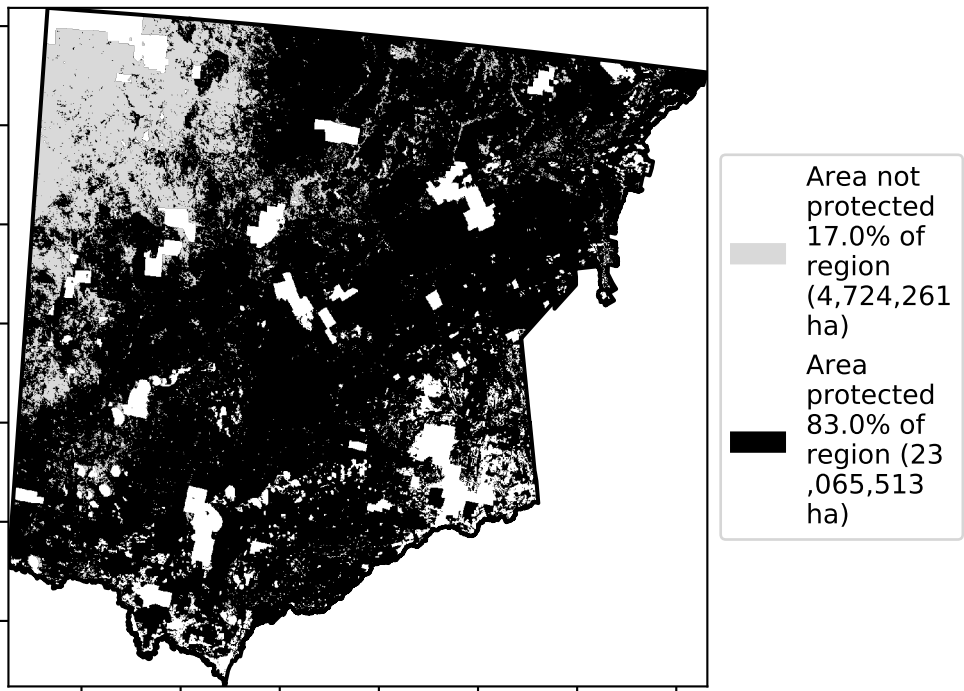 Area not
protected
17.0% of
region
(4,724,261
ha)
Area
protected
83.0% of
region (23
,065,513
ha)